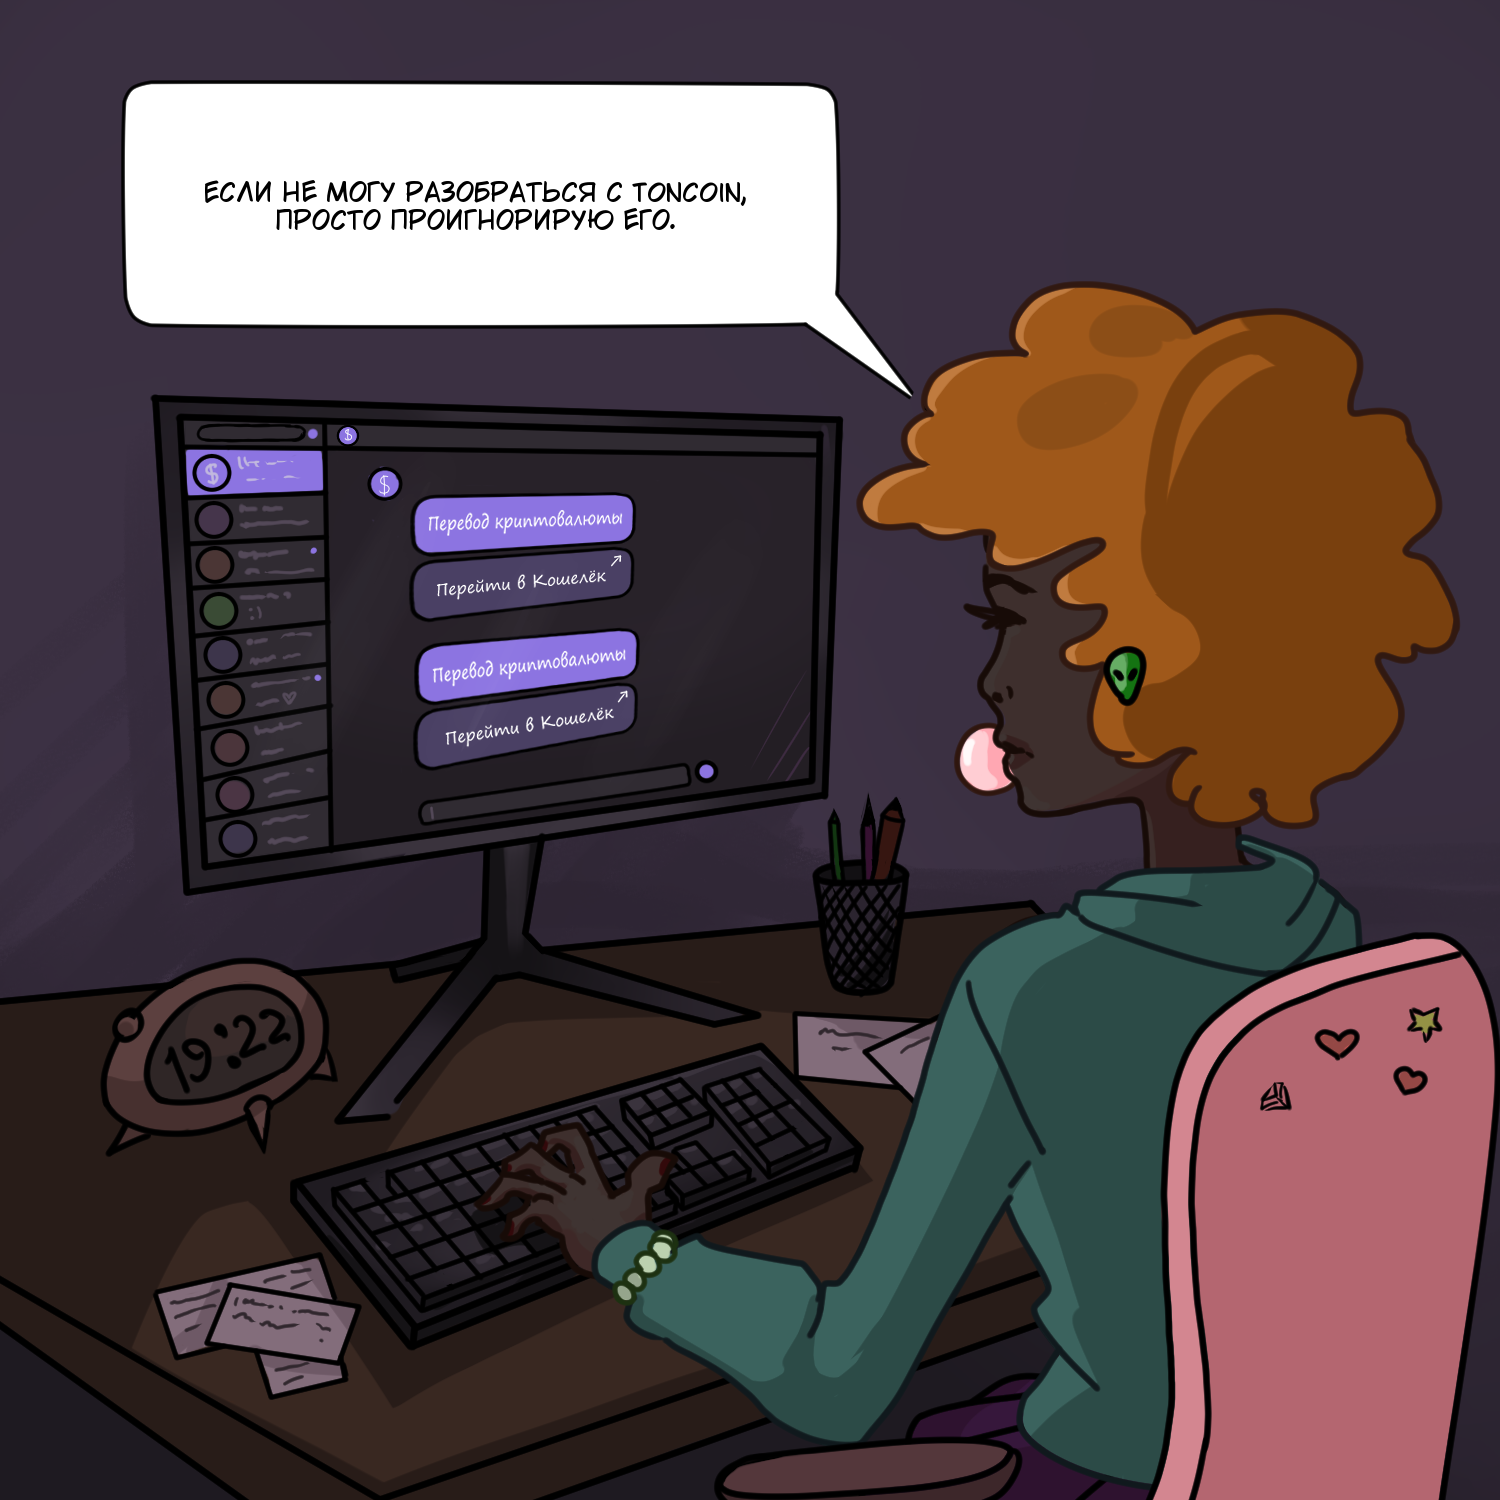 ЕСЛИ НЕ МОГУ РАЗОБРАТЬСЯ С TONCOIN,
ПРОСТО ПРОИГНОРИРУЮ ЕГО.
$
$
$
:)
Перевод криптовалюты
Перейти в Кошелёк
Перевод криптовалюты
Перейти в Кошелёк
19:22